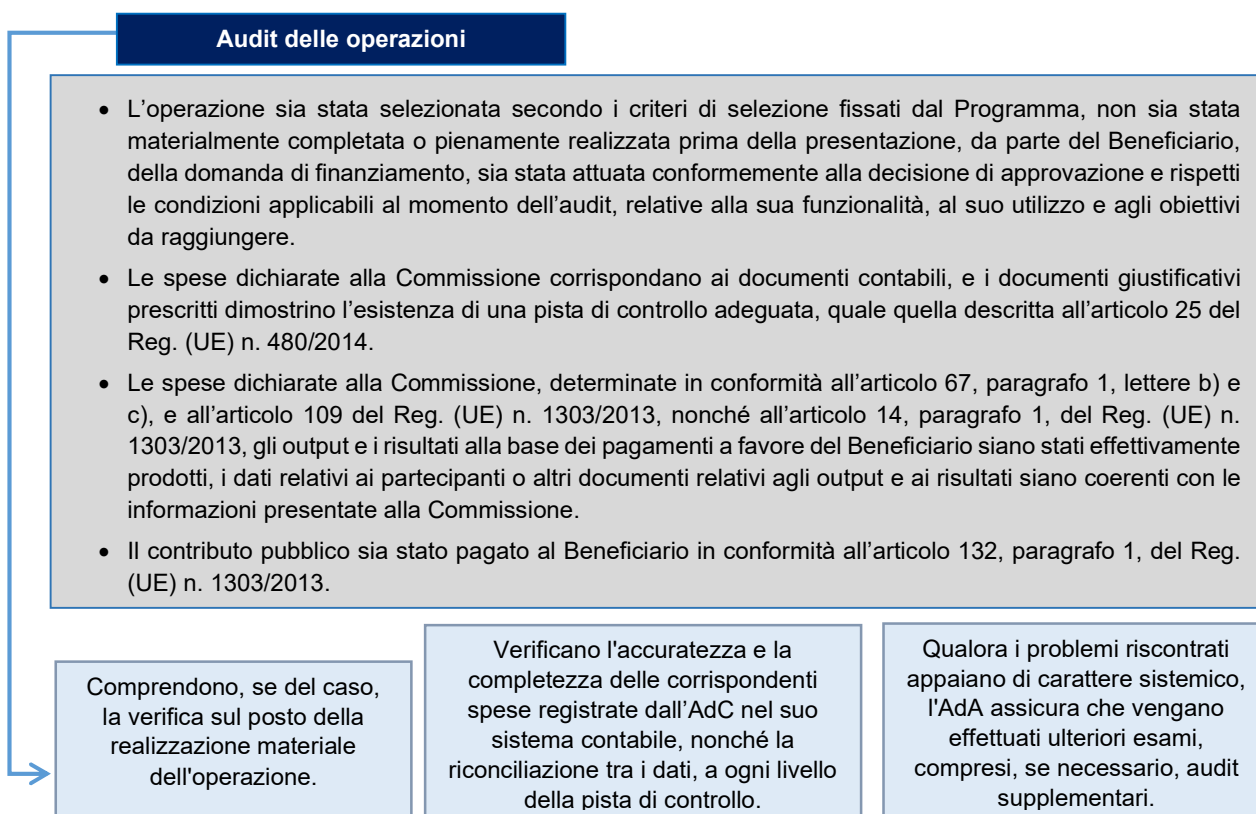 Audit delle operazioni
• L’operazione sia stata selezionata secondo i criteri di selezione fissati dal Programma, non sia stata
materialmente completata o pienamente realizzata prima della presentazione, da parte del Beneficiario,
della domanda di finanziamento, sia stata attuata conformemente alla decisione di approvazione e rispetti
le condizioni applicabili al momento dell’audit, relative alla sua funzionalità, al suo utilizzo e agli obiettivi
da raggiungere.
• Le spese dichiarate alla Commissione corrispondano ai documenti contabili, e i documenti giustificativi
prescritti dimostrino l’esistenza di una pista di controllo adeguata, quale quella descritta all’articolo 25 del
Reg. (UE) n. 480/2014.
• Le spese dichiarate alla Commissione, determinate in conformità all’articolo 67, paragrafo 1, lettere b) e
c), e all’articolo 109 del Reg. (UE) n. 1303/2013, nonché all’articolo 14, paragrafo 1, del Reg. (UE) n.
1303/2013, gli output e i risultati alla base dei pagamenti a favore del Beneficiario siano stati effettivamente
prodotti, i dati relativi ai partecipanti o altri documenti relativi agli output e ai risultati siano coerenti con le
informazioni presentate alla Commissione.
• Il contributo pubblico sia stato pagato al Beneficiario in conformità all’articolo 132, paragrafo 1, del Reg.
(UE) n. 1303/2013.
Comprendono, se del caso,
la verifica sul posto della
realizzazione materiale
dell'operazione.
Verificano l'accuratezza e la
completezza delle corrispondenti
spese registrate dall’AdC nel suo
sistema contabile, nonché la
riconciliazione tra i dati, a ogni livello
della pista di controllo.
Qualora i problemi riscontrati
appaiano di carattere sistemico,
l'AdA assicura che vengano
effettuati ulteriori esami,
compresi, se necessario, audit
supplementari.